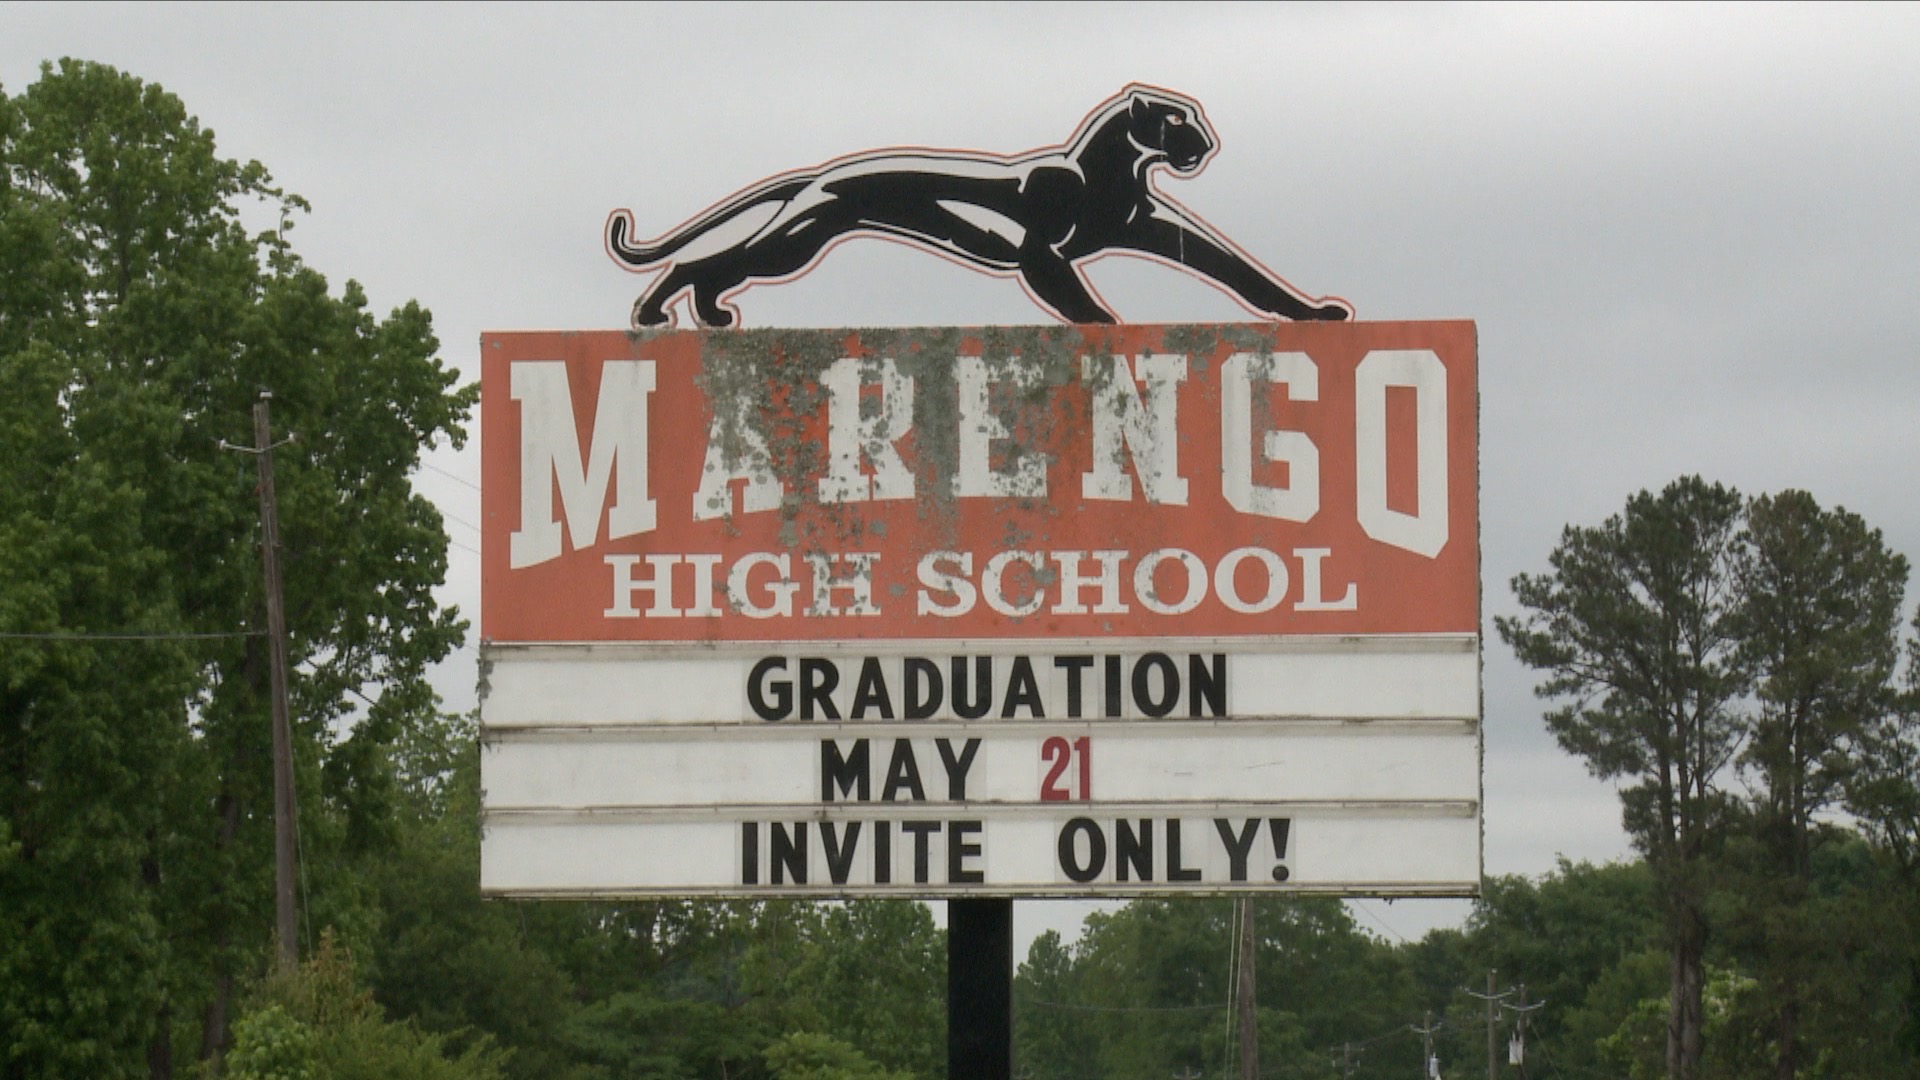 MARENGO
HIGH SCHOOL
GRADUATION
MAY 21
INVITE ONLY!